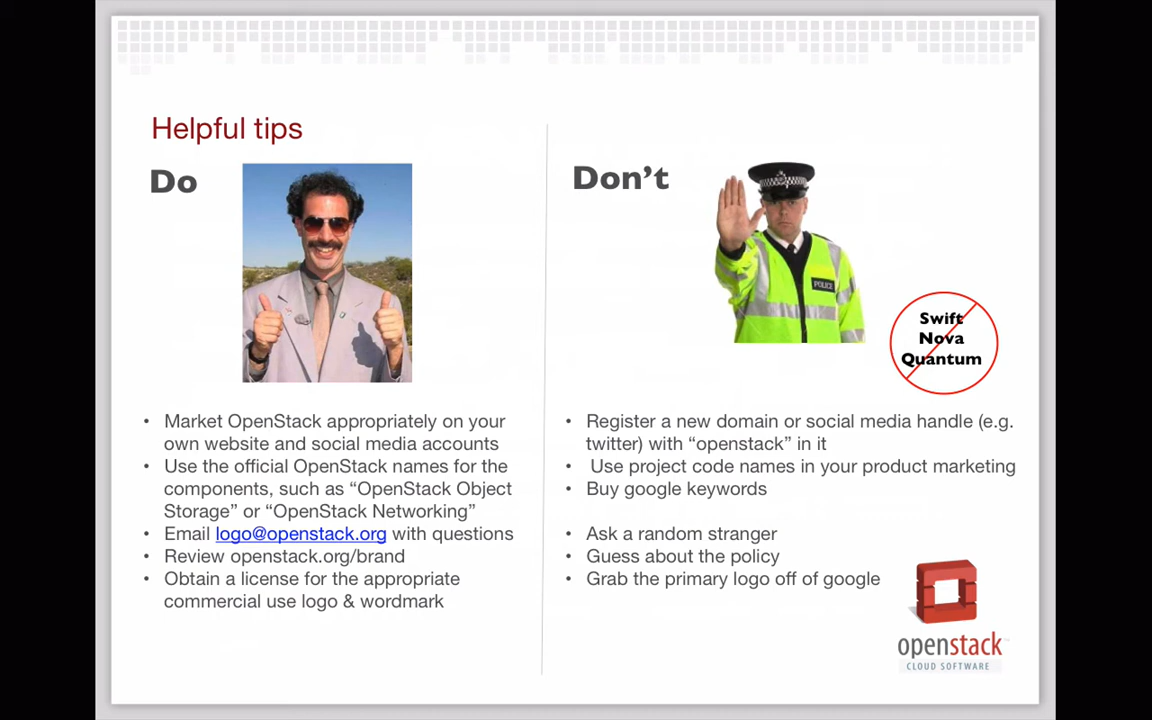 Helpful tips
Do
Market OpenStack appropriately on your
own website and social media accounts
Use the official OpenStack names for the
components, such as “OpenStack Object
Storage” or “OpenStack Networking”
Email logo@openstack.org with questions
Review openstack.org/brand
Obtain a license for the appropriate
commercial use logo & wordmark
Don’t
POLICE
Swift
Nova
Quantum
Register a new domain or social media handle (e.g.
twitter) with “openstack” in it
Use project code names in your product marketing
Buy google keywords
Ask a random stranger
Guess about the policy
Grab the primary logo off of google
openstack
CLOUD SOFTWARE